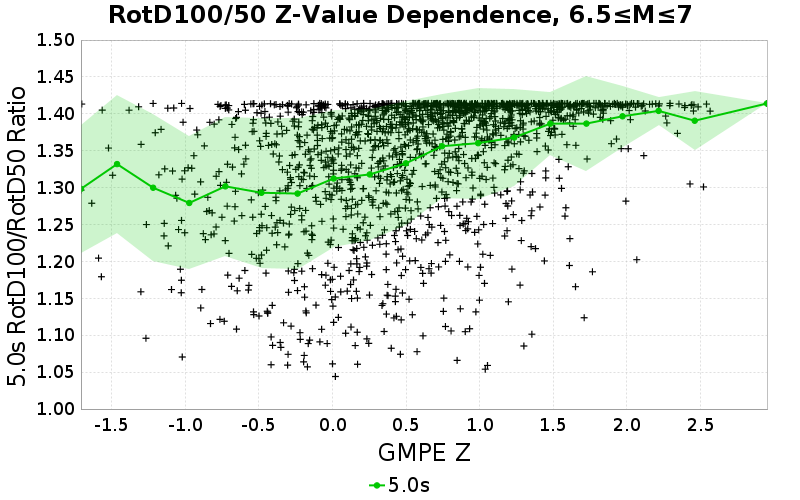 RotD100/50 Z-Value Dependence, 6.5≤M≤7
5.0s RotD100/RotD50 Ratio
1.50
1.45
1.40
1.35
1.30
1.25
1.20
1.15
1.10
1.05
1.00
-1.5 -1.0 -0.5 0.0 0.5 1.0 1.5 2.0 2.5
GMPE Z
5.0s